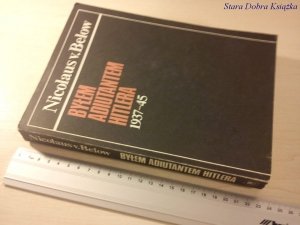 Stara Dobra Książka
Nicolaus v. Below
BYŁEM
ADIUTANTEM
HITLERA
1937-45
Nicolaus v. Below BYŁEM ADIUTANTEM HITLERA